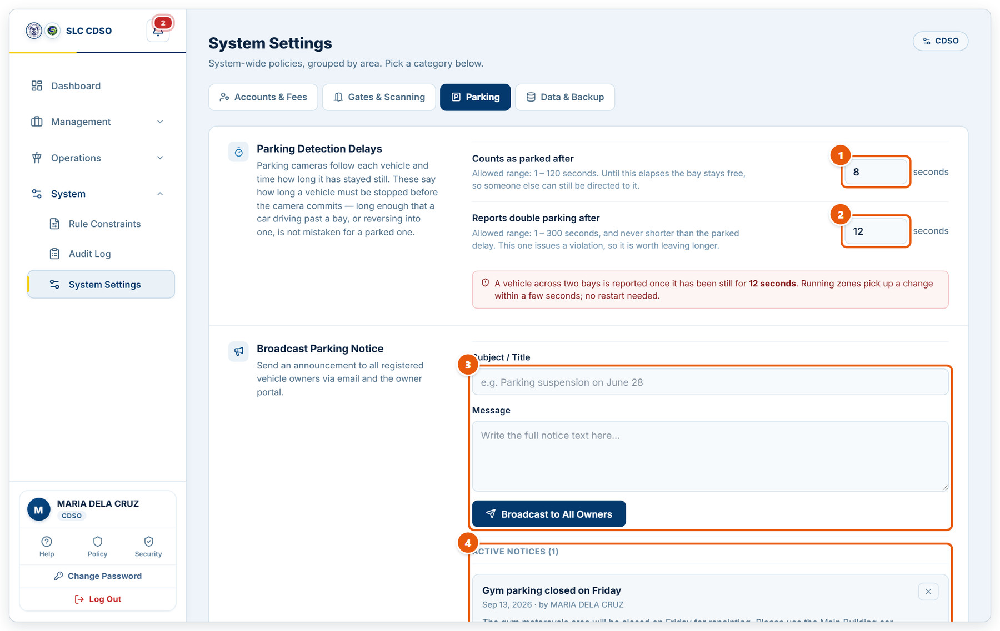 SLC CDSO
2
Dashboard
Management
Operations
System
Rule Constraints
Audit Log
System Settings
M
MARIA DELA CRUZ
CDSO
Help
Policy
Security
Change Password
Log Out
System Settings
CDSO
System-wide policies, grouped by area. Pick a category below.
Accounts & Fees
Gates & Scanning
Parking
Data & Backup
Parking Detection Delays
Parking cameras follow each vehicle and
time how long it has stayed still. These say
how long a vehicle must be stopped before
the camera commits — long enough that a
car driving past a bay, or reversing into
one, is not mistaken for a parked one.
Counts as parked after
Allowed range: 1 – 120 seconds. Until this elapses the bay stays free,
so someone else can still be directed to it.
1
8 seconds
Reports double parking after
Allowed range: 1 – 300 seconds, and never shorter than the parked
delay. This one issues a violation, so it is worth leaving longer.
2
12 seconds
A vehicle across two bays is reported once it has been still for 12 seconds. Running zones pick up a change
within a few seconds; no restart needed.
Broadcast Parking Notice
Send an announcement to all registered
vehicle owners via email and the owner
portal.
3
Subject / Title
e.g. Parking suspension on June 28
Message
Write the full notice text here...
Broadcast to All Owners
4
ACTIVE NOTICES (1)
Gym parking closed on Friday
Sep 13, 2026 · by MARIA DELA CRUZ
The gym motorcycle area will be closed on Friday for repainting. Please use the Main Building car